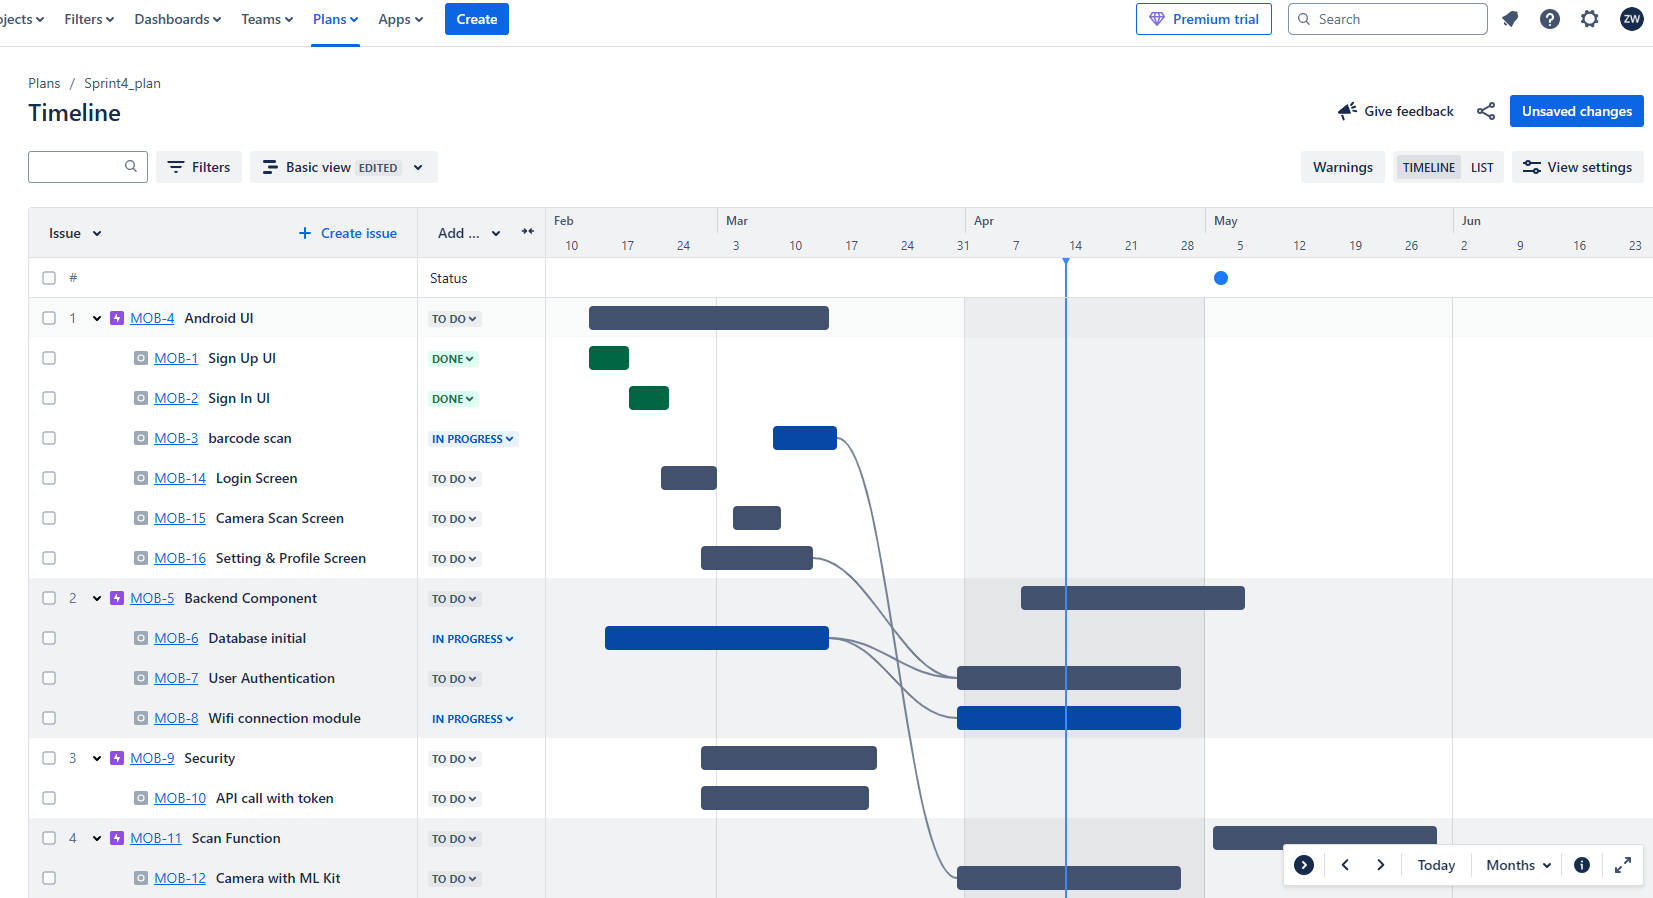 ojects Filters Dashboards Teams Plans Apps Create Premium trial Search ZW
Plans / Sprint4_plan
Timeline
Give feedback Unsaved changes
Filters Basic view EDITED Warnings TIMELINE LIST View settings
Issue + Create issue Add ... Feb Mar Apr May Jun
10 17 24 3 10 17 24 31 7 14 21 28 5 12 19 26 2 9 16 23
# Status
1 MOB-4 Android UI TO DO
MOB-1 Sign Up UI DONE
MOB-2 Sign In UI DONE
MOB-3 barcode scan IN PROGRESS
MOB-14 Login Screen TO DO
MOB-15 Camera Scan Screen TO DO
MOB-16 Setting & Profile Screen TO DO
2 MOB-5 Backend Component TO DO
MOB-6 Database initial IN PROGRESS
MOB-7 User Authentication TO DO
MOB-8 Wifi connection module IN PROGRESS
3 MOB-9 Security TO DO
MOB-10 API call with token TO DO
4 MOB-11 Scan Function TO DO
Today Months
MOB-12 Camera with ML Kit TO DO